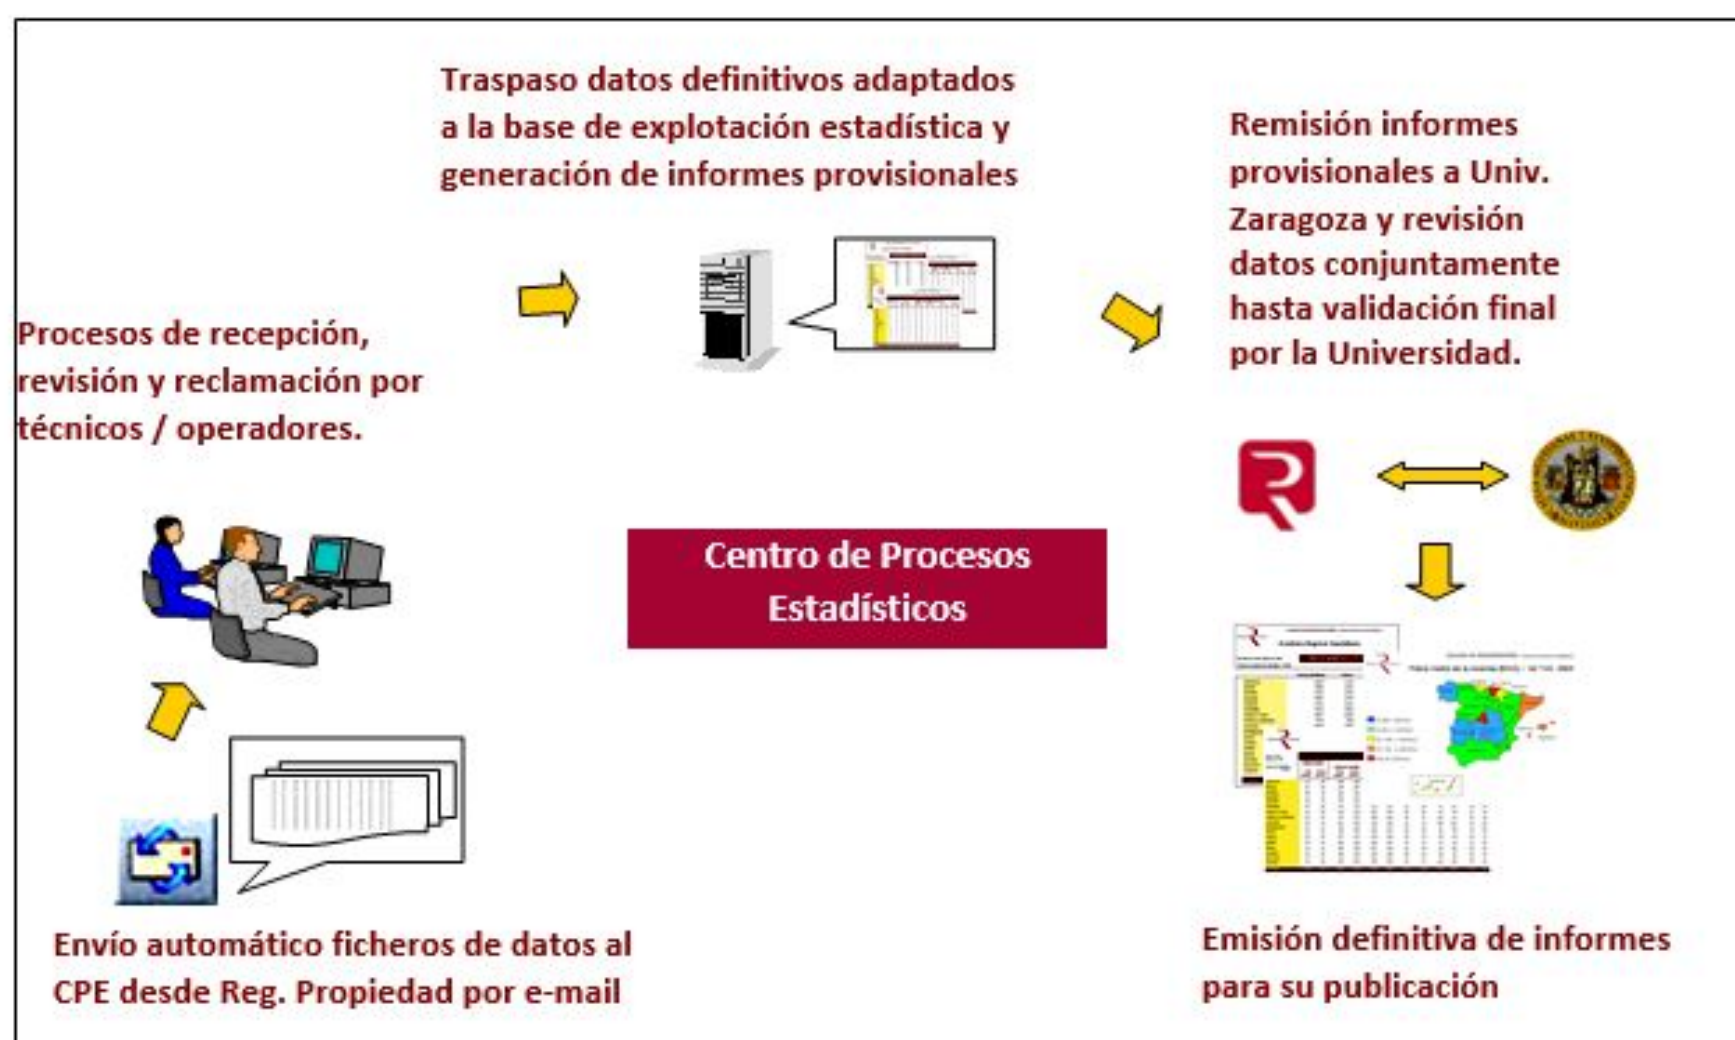 Traspaso datos definitivos adaptados
a la base de explotación estadística y
generación de informes provisionales
Remisión informes
provisionales a Univ.
Zaragoza y revisión
datos conjuntamente
hasta validación final
por la Universidad.
Procesos de recepción,
revisión y reclamación por
técnicos / operadores.
Centro de Procesos
Estadísticos
Envío automático ficheros de datos al
CPE desde Reg. Propiedad por e-mail
Emisión definitiva de informes
para su publicación